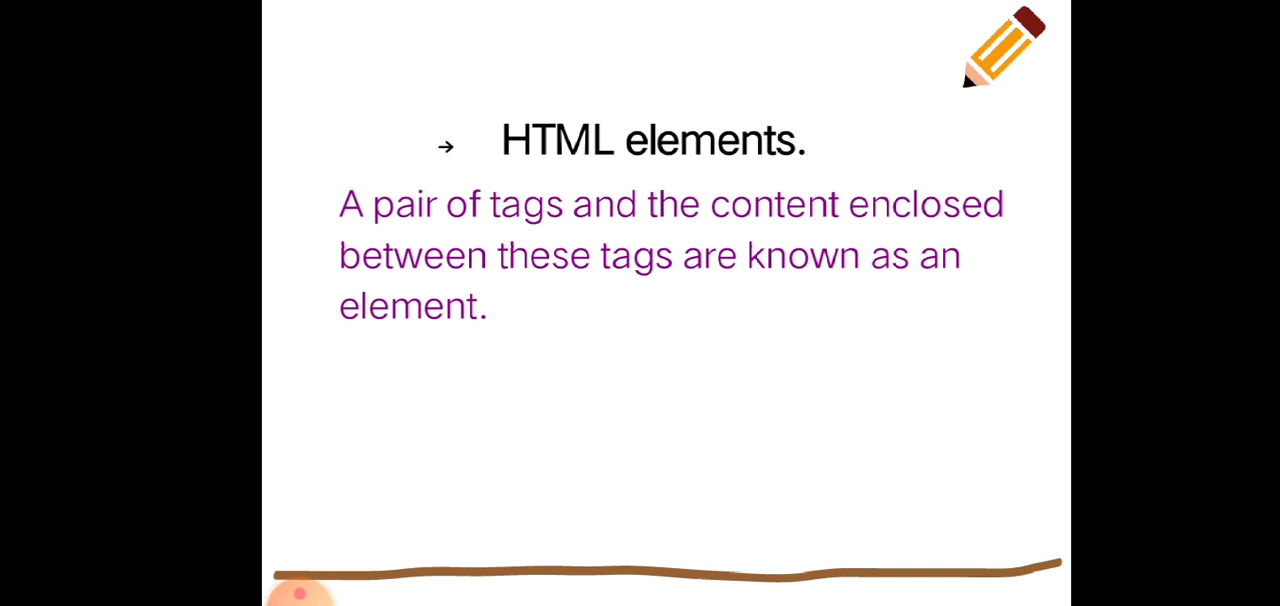 → HTML elements.
A pair of tags and the content enclosed
between these tags are known as an
element.